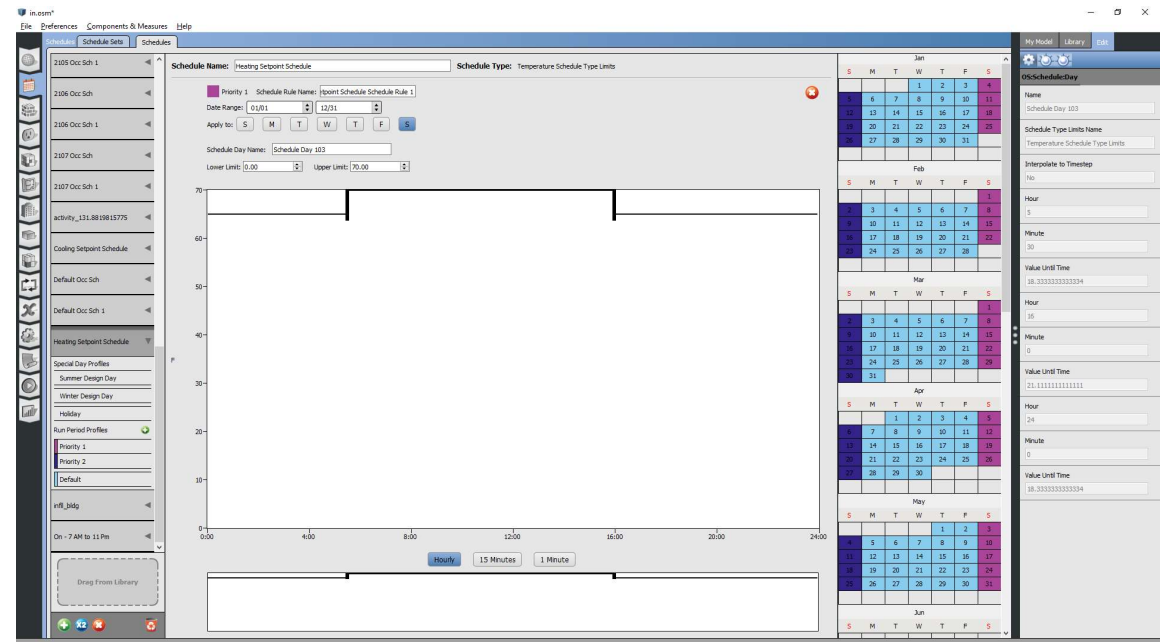 in.osm*
File Preferences Components & Measures Help
Schedules Schedule Sets Schedules
My Model Library Edit
2105 Occ Sch 1
2106 Occ Sch
2106 Occ Sch 1
2107 Occ Sch
2107 Occ Sch 1
activity_131.8819815775
Cooling Setpoint Schedule
Default Occ Sch
Default Occ Sch 1
Heating Setpoint Schedule
Special Day Profiles
Summer Design Day
Winter Design Day
Holiday
Run Period Profiles
Priority 1
Priority 2
Default
infil_bldg
On - 7 AM to 11 Pm
Drag From Library
X2
Schedule Name: Heating Setpoint Schedule Schedule Type: Temperature Schedule Type Limits
Priority 1 Schedule Rule Name: tpoint Schedule Schedule Rule 1
Date Range: 01/01 12/31
Apply to: S M T W T F S
Schedule Day Name: Schedule Day 103
Lower Limit: 0.00 Upper Limit: 70.00
70
60
50
40
F
30
20
10
0
0:00 4:00 8:00 12:00 16:00 20:00 24:00
Hourly 15 Minutes 1 Minute
Jan
S M T W T F S
1 2 3 4
5 6 7 8 9 10 11
12 13 14 15 16 17 18
19 20 21 22 23 24 25
26 27 28 29 30 31
Feb
S M T W T F S
1
2 3 4 5 6 7 8
9 10 11 12 13 14 15
16 17 18 19 20 21 22
23 24 25 26 27 28
Mar
S M T W T F S
1
2 3 4 5 6 7 8
9 10 11 12 13 14 15
16 17 18 19 20 21 22
23 24 25 26 27 28 29
30 31
Apr
S M T W T F S
1 2 3 4 5
6 7 8 9 10 11 12
13 14 15 16 17 18 19
20 21 22 23 24 25 26
27 28 29 30
May
S M T W T F S
1 2 3
4 5 6 7 8 9 10
11 12 13 14 15 16 17
18 19 20 21 22 23 24
25 26 27 28 29 30 31
Jun
S M T W T F S
OS:Schedule:Day
Name
Schedule Day 103
Schedule Type Limits Name
Temperature Schedule Type Limits
Interpolate to Timestep
No
Hour
5
Minute
30
Value Until Time
18.3333333333334
Hour
16
Minute
0
Value Until Time
21.1111111111111
Hour
24
Minute
0
Value Until Time
18.3333333333334